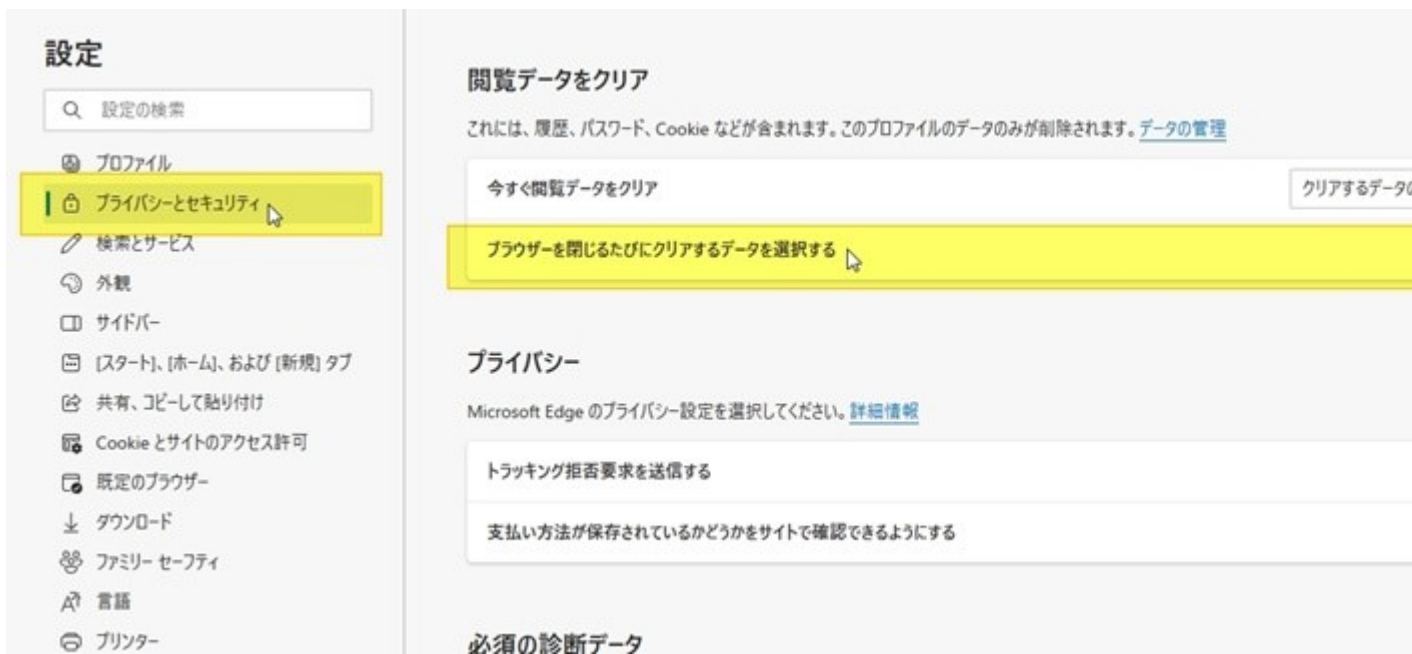 設定
設定の検索
プロファイル
プライバシーとセキュリティ
検索とサービス
外観
サイドバー
[スタート]、[ホーム]、および [新規] タブ
共有、コピーして貼り付け
Cookie とサイトのアクセス許可
既定のブラウザー
ダウンロード
ファミリー セーフティ
言語
プリンター
閲覧データをクリア
これには、履歴、パスワード、Cookie などが含まれます。このプロファイルのデータのみが削除されます。データの管理
今すぐ閲覧データをクリア
クリアするデータの
ブラウザーを閉じるたびにクリアするデータを選択する
プライバシー
Microsoft Edge のプライバシー設定を選択してください。詳細情報
トラッキング拒否要求を送信する
支払い方法が保存されているかどうかをサイトで確認できるようにする
必須の診断データ